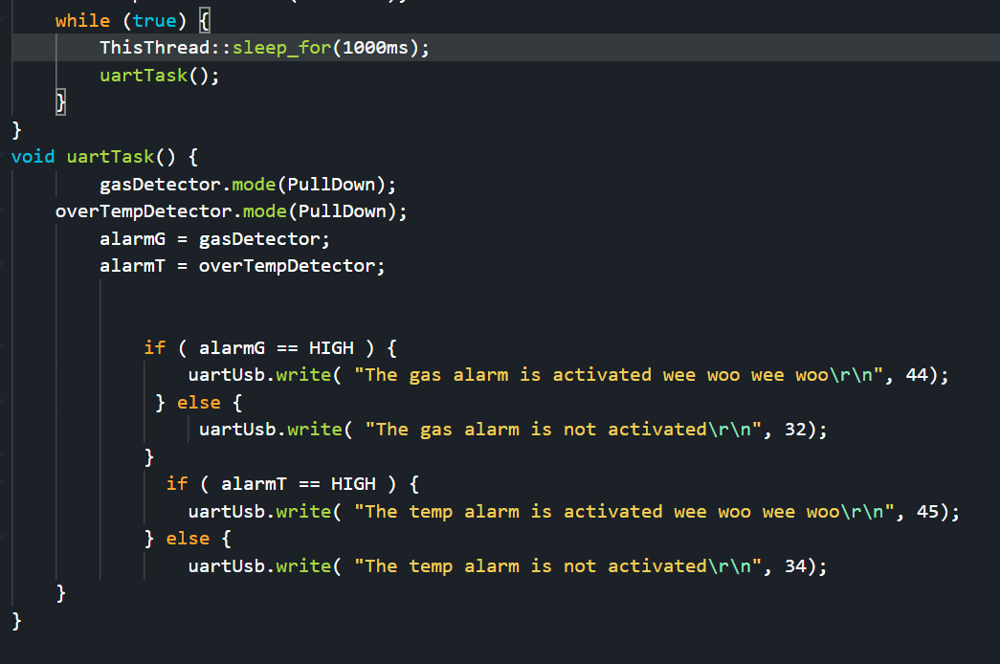 while (true) {
ThisThread::sleep_for(1000ms);
uartTask();
}
}
void uartTask() {
gasDetector.mode(PullDown);
overTempDetector.mode(PullDown);
alarmG = gasDetector;
alarmT = overTempDetector;
if ( alarmG == HIGH ) {
uartUsb.write( "The gas alarm is activated wee woo wee woo\r\n", 44);
} else {
uartUsb.write( "The gas alarm is not activated\r\n", 32);
}
if ( alarmT == HIGH ) {
uartUsb.write( "The temp alarm is activated wee woo wee woo\r\n", 45);
} else {
uartUsb.write( "The temp alarm is not activated\r\n", 34);
}
}